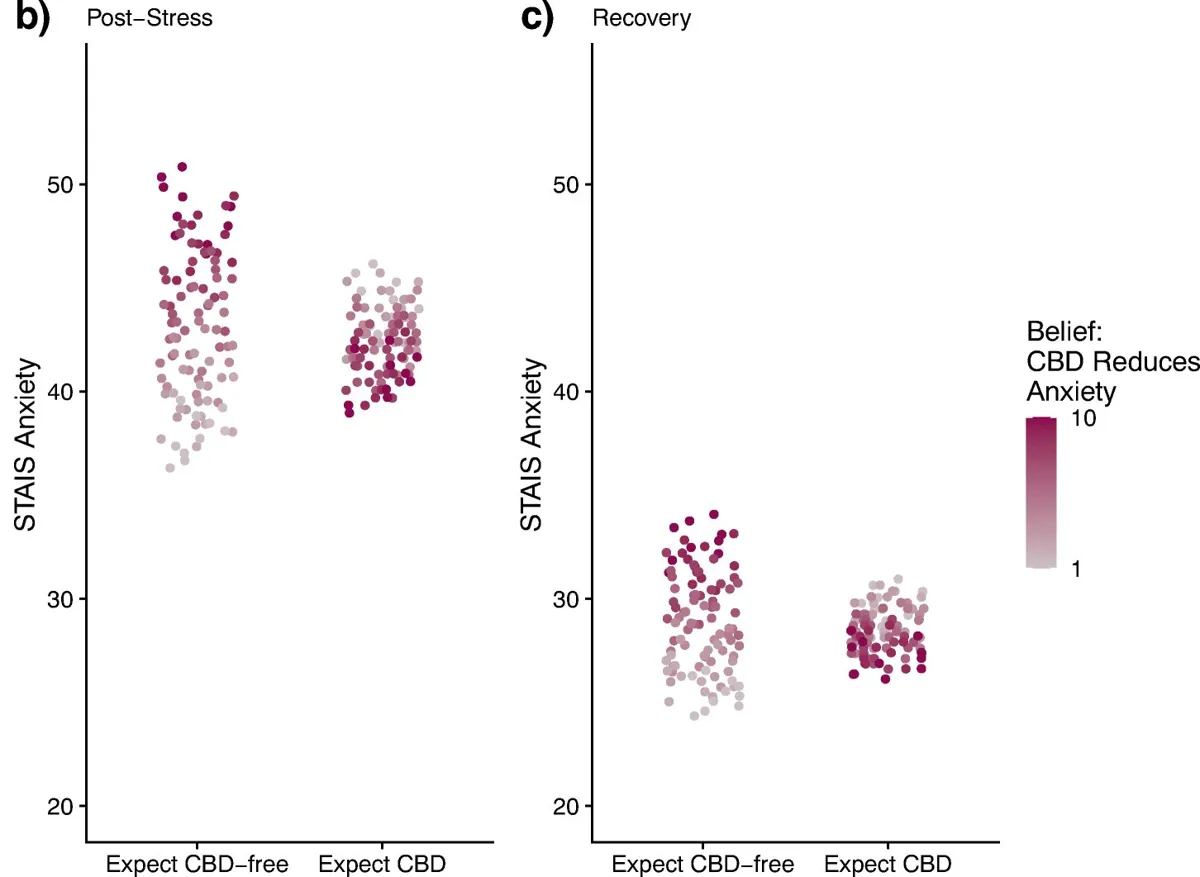 b) Post−Stress
STAIS Anxiety
50
40
30
20
Expect CBD−free Expect CBD
c) Recovery
STAIS Anxiety
50
40
30
20
Expect CBD−free Expect CBD
Belief:
CBD Reduces
Anxiety
10
1